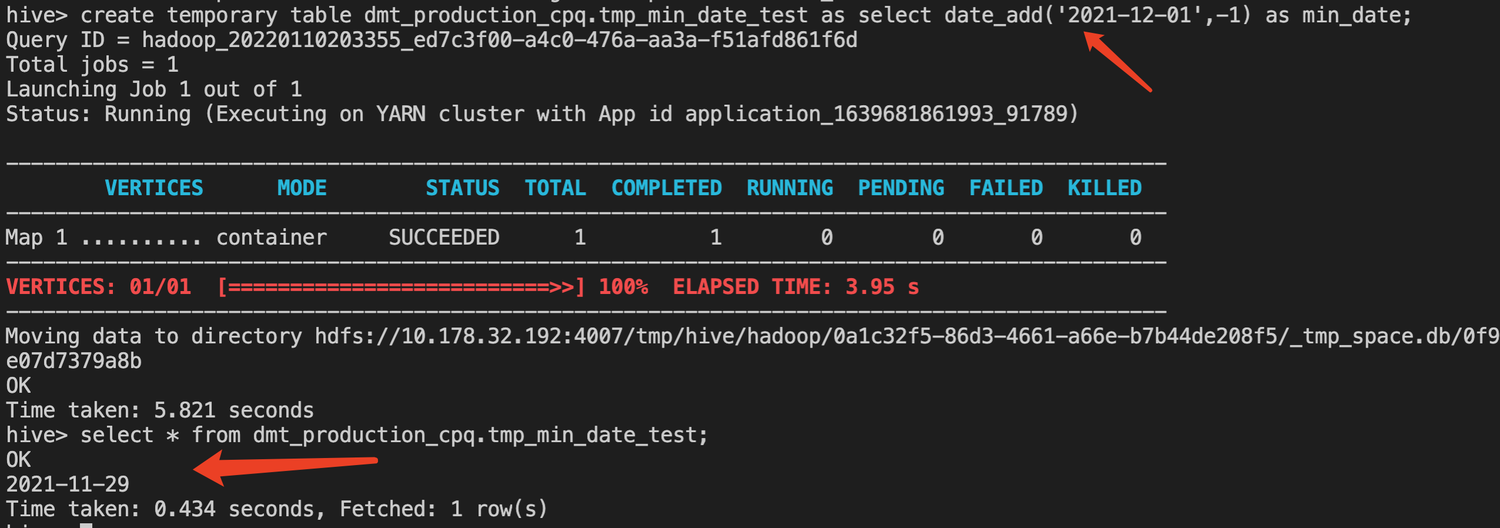 hive> create temporary table dmt_production_cpq.tmp_min_date_test as select date_add('2021-12-01',-1) as min_date;
Query ID = hadoop_20220110203355_ed7c3f00-a4c0-476a-aa3a-f51afd861f6d
Total jobs = 1
Launching Job 1 out of 1
Status: Running (Executing on YARN cluster with App id application_1639681861993_91789)
----------------------------------------------------------------------------------------------
VERTICES MODE STATUS TOTAL COMPLETED RUNNING PENDING FAILED KILLED
----------------------------------------------------------------------------------------------
Map 1 .......... container SUCCEEDED 1 1 0 0 0 0
----------------------------------------------------------------------------------------------
VERTICES: 01/01 [==========================>>] 100% ELAPSED TIME: 3.95 s
----------------------------------------------------------------------------------------------
Moving data to directory hdfs://10.178.32.192:4007/tmp/hive/hadoop/0a1c32f5-86d3-4661-a66e-b7b44de208f5/_tmp_space.db/0f9
e07d7379a8b
OK
Time taken: 5.821 seconds
hive> select * from dmt_production_cpq.tmp_min_date_test;
OK
2021-11-29
Time taken: 0.434 seconds, Fetched: 1 row(s)